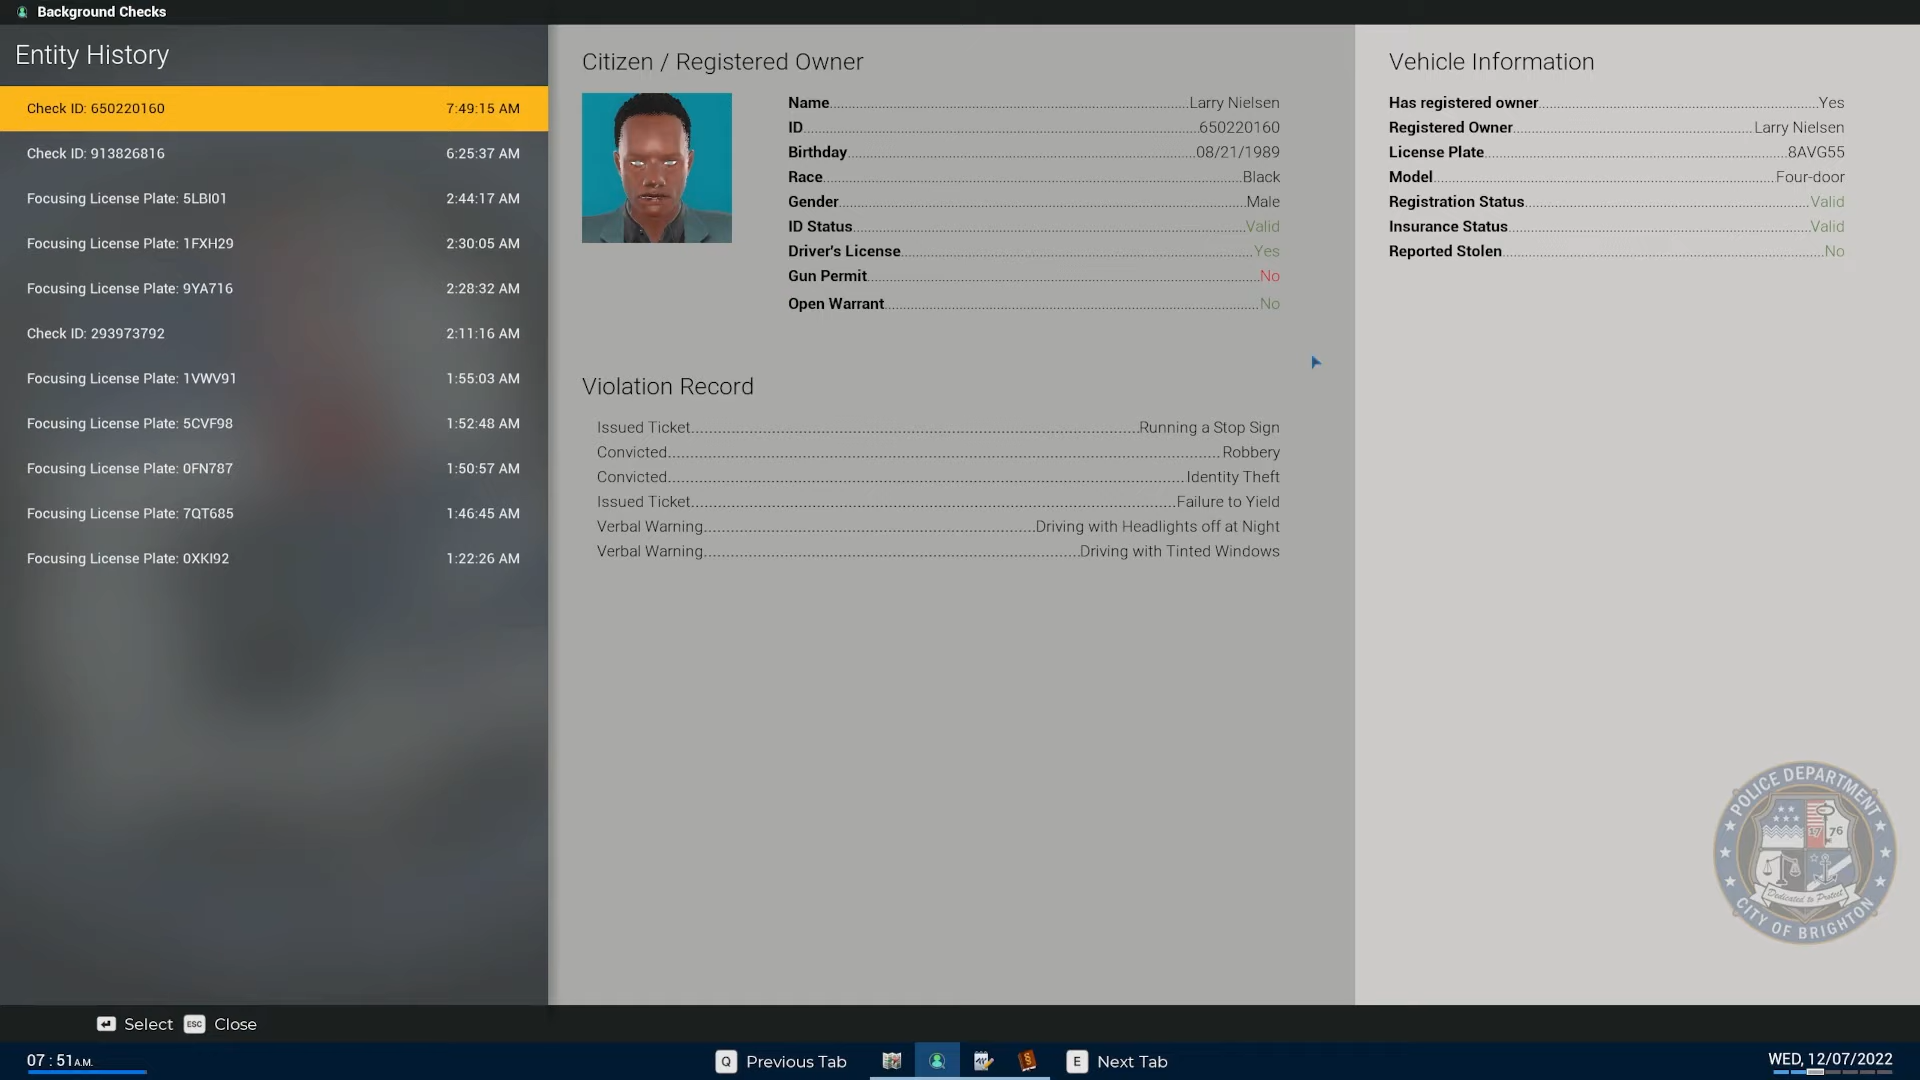 Background Checks
Entity History
Check ID: 650220160 7:49:15 AM
Check ID: 913826816 6:25:37 AM
Focusing License Plate: 5LBI01 2:44:17 AM
Focusing License Plate: 1FXH29 2:30:05 AM
Focusing License Plate: 9YA716 2:28:32 AM
Check ID: 293973792 2:11:16 AM
Focusing License Plate: 1VWV91 1:55:03 AM
Focusing License Plate: 5CVF98 1:52:48 AM
Focusing License Plate: 0FN787 1:50:57 AM
Focusing License Plate: 7QT685 1:46:45 AM
Focusing License Plate: 0XKI92 1:22:26 AM
Citizen / Registered Owner
Name Larry Nielsen
ID 650220160
Birthday 08/21/1989
Race Black
Gender Male
ID Status Valid
Driver's License Yes
Gun Permit No
Open Warrant No
Violation Record
Issued Ticket Running a Stop Sign
Convicted Robbery
Convicted Identity Theft
Issued Ticket Failure to Yield
Verbal Warning Driving with Headlights off at Night
Verbal Warning Driving with Tinted Windows
Vehicle Information
Has registered owner Yes
Registered Owner Larry Nielsen
License Plate 8AVG55
Model Four-door
Registration Status Valid
Insurance Status Valid
Reported Stolen No
POLICE DEPARTMENT
17 76
Dedicated to Protect
CITY OF BRIGHTON
Select ESC Close
07 : 51 A.M.
Q Previous Tab E Next Tab
WED, 12/07/2022